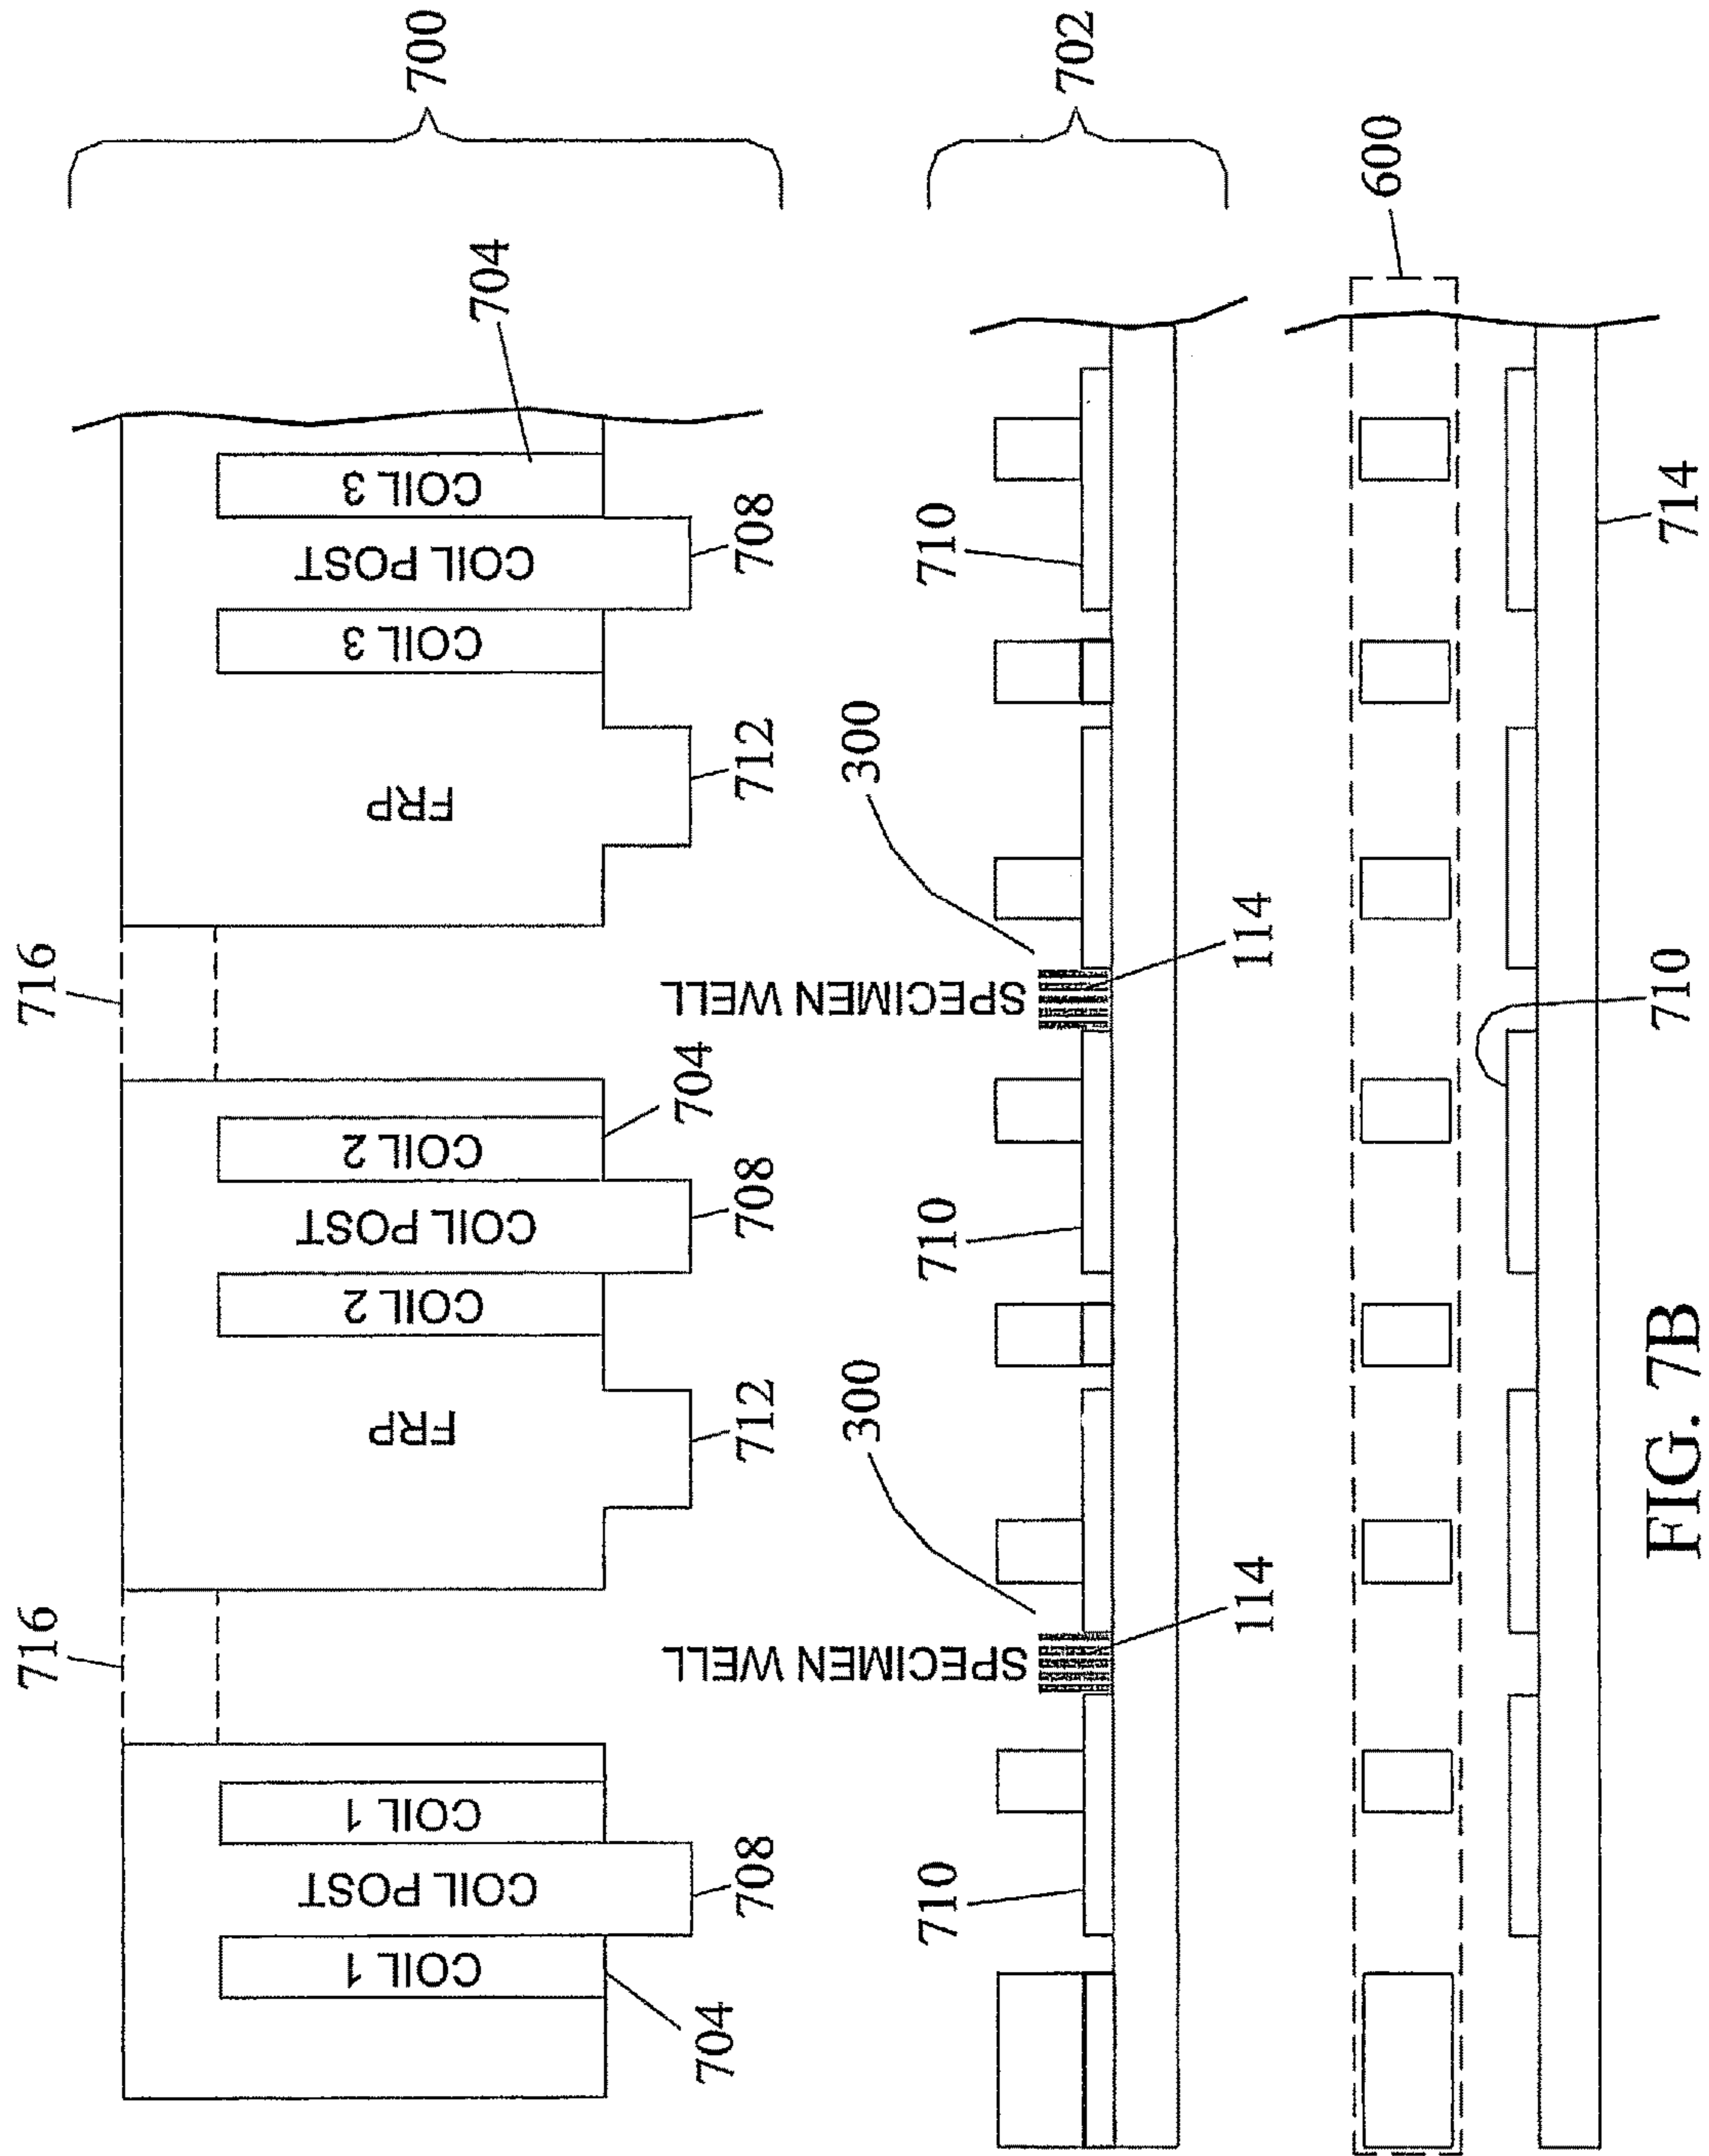 700
702
600
704
COIL 3
COIL POST
COIL 3
708
710
714
FRP
712
300
716
SPECIMEN WELL
114
710
COIL 2
704
COIL POST
708
COIL 2
710
FRP
712
300
716
SPECIMEN WELL
114
COIL 1
COIL POST
708
COIL 1
704
710
FIG. 7B